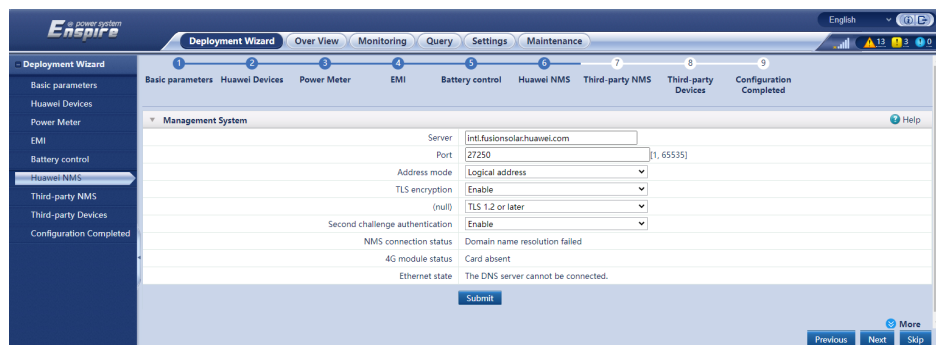 English
Enspire power system
Deployment Wizard Over View Monitoring Query Settings Maintenance
13 3 0
Deployment Wizard
Basic parameters
Huawei Devices
Power Meter
EMI
Battery control
Huawei NMS
Third-party NMS
Third-party Devices
Configuration Completed
1 2 3 4 5 6 7 8 9
Basic parameters Huawei Devices Power Meter EMI Battery control Huawei NMS Third-party NMS Third-party Devices Configuration Completed
Management System Help
Server intl.fusionsolar.huawei.com
Port 27250 [1, 65535]
Address mode Logical address
TLS encryption Enable
(null) TLS 1.2 or later
Second challenge authentication Enable
NMS connection status Domain name resolution failed
4G module status Card absent
Ethernet state The DNS server cannot be connected.
Submit
More
Previous Next Skip